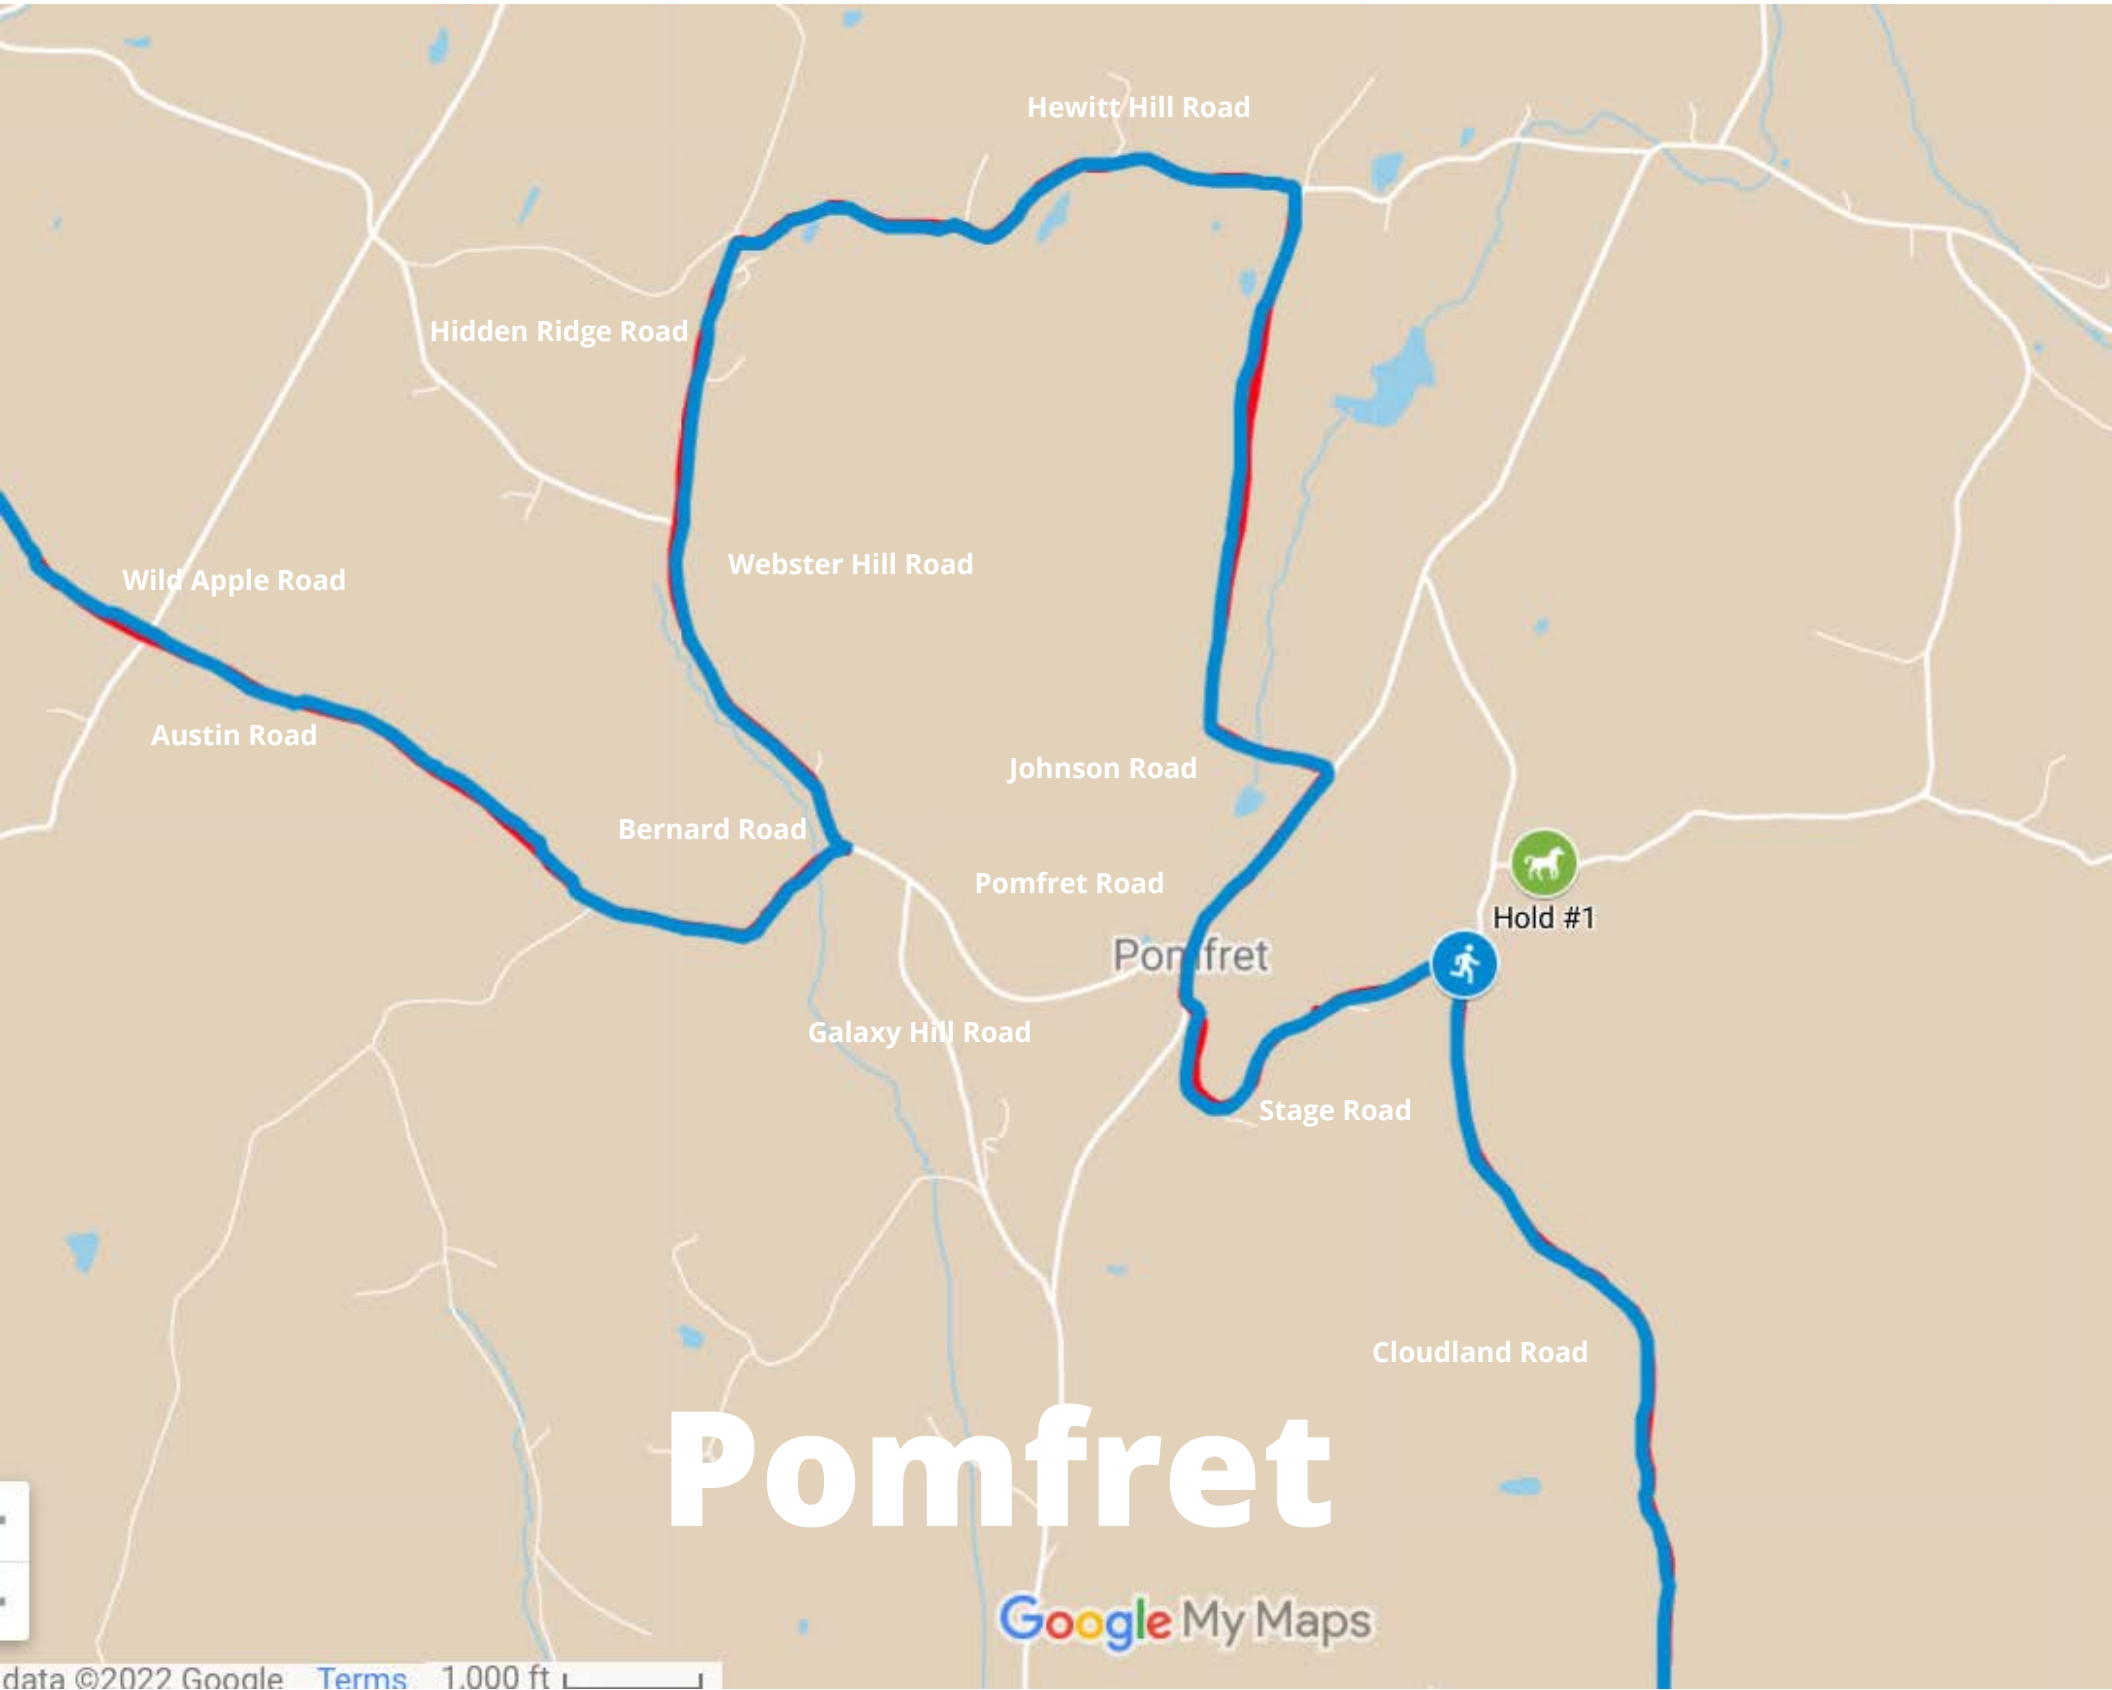 Hewitt Hill Road
Hidden Ridge Road
Webster Hill Road
Wild Apple Road
Austin Road
Johnson Road
Bernard Road
Pomfret Road
Hold #1
Pomfret
Galaxy Hill Road
Stage Road
Cloudland Road
Pomfret
Google My Maps
data ©2022 Google Terms 1,000 ft